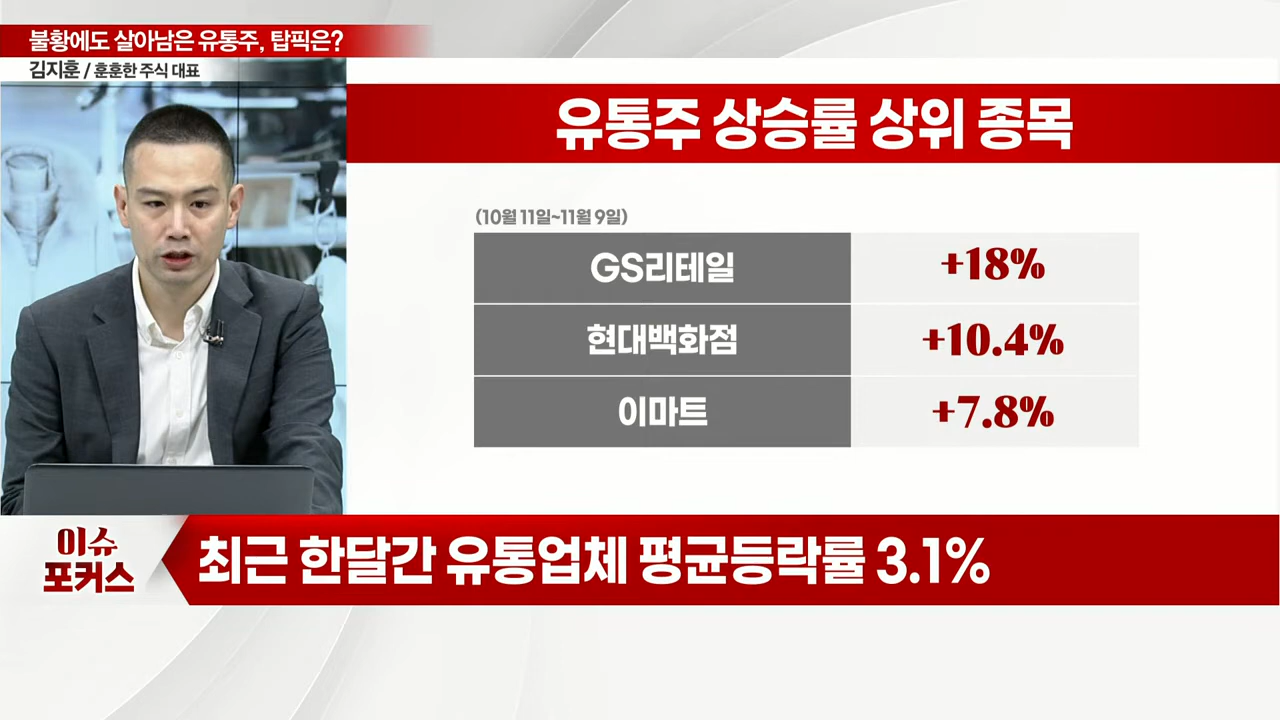 불황에도 살아남은 유통주, 탑픽은?
김지훈 / 훈훈한 주식 대표
유통주 상승률 상위 종목
(10월 11일~11월 9일)
GS리테일 +18%
현대백화점 +10.4%
이마트 +7.8%
이슈
포커스
최근 한달간 유통업체 평균등락률 3.1%